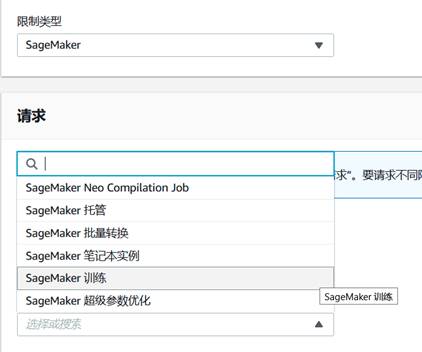 限制类型
SageMaker
请求
求”。要请求不同
SageMaker Neo Compilation Job
SageMaker 托管
SageMaker 批量转换
SageMaker 笔记本实例
SageMaker 训练
SageMaker 训练
SageMaker 超级参数优化
选择或搜索